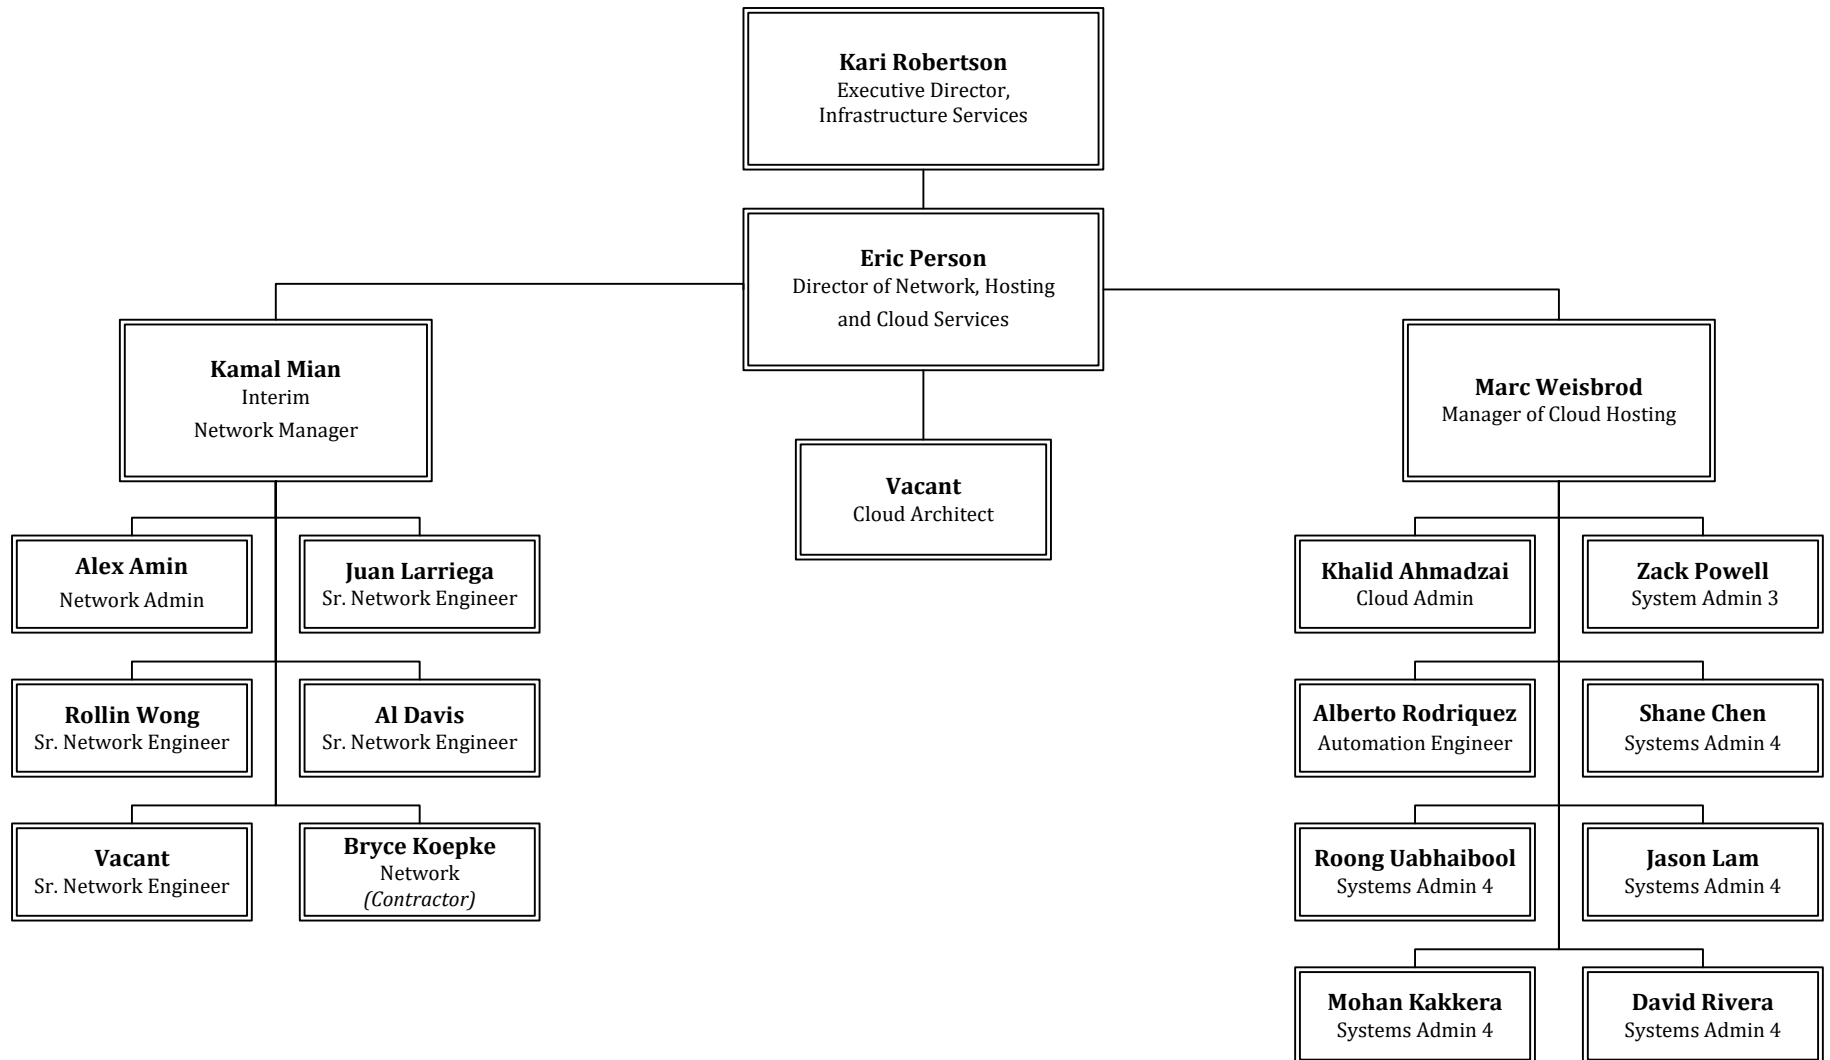 Kari Robertson
Executive Director,
Infrastructure Services
Eric Person
Director of Network, Hosting
and Cloud Services
Kamal Mian
Interim
Network Manager
Marc Weisbrod
Manager of Cloud Hosting
Vacant
Cloud Architect
Alex Amin
Network Admin
Juan Larriega
Sr. Network Engineer
Rollin Wong
Sr. Network Engineer
Al Davis
Sr. Network Engineer
Vacant
Sr. Network Engineer
Bryce Koepke
Network
(Contractor)
Khalid Ahmadzai
Cloud Admin
Zack Powell
System Admin 3
Alberto Rodriquez
Automation Engineer
Shane Chen
Systems Admin 4
Roong Uabhaibool
Systems Admin 4
Jason Lam
Systems Admin 4
Mohan Kakkera
Systems Admin 4
David Rivera
Systems Admin 4